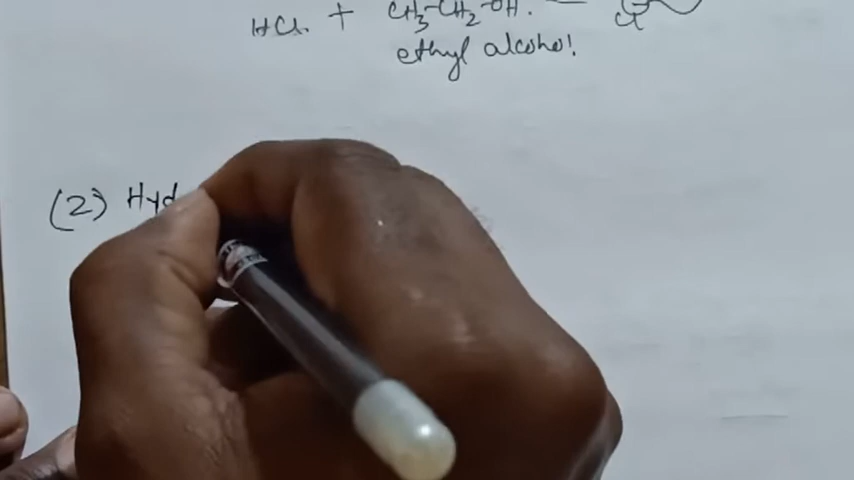 HCl + CH3-CH2-OH.
ethyl alcohol
(2) Hyd